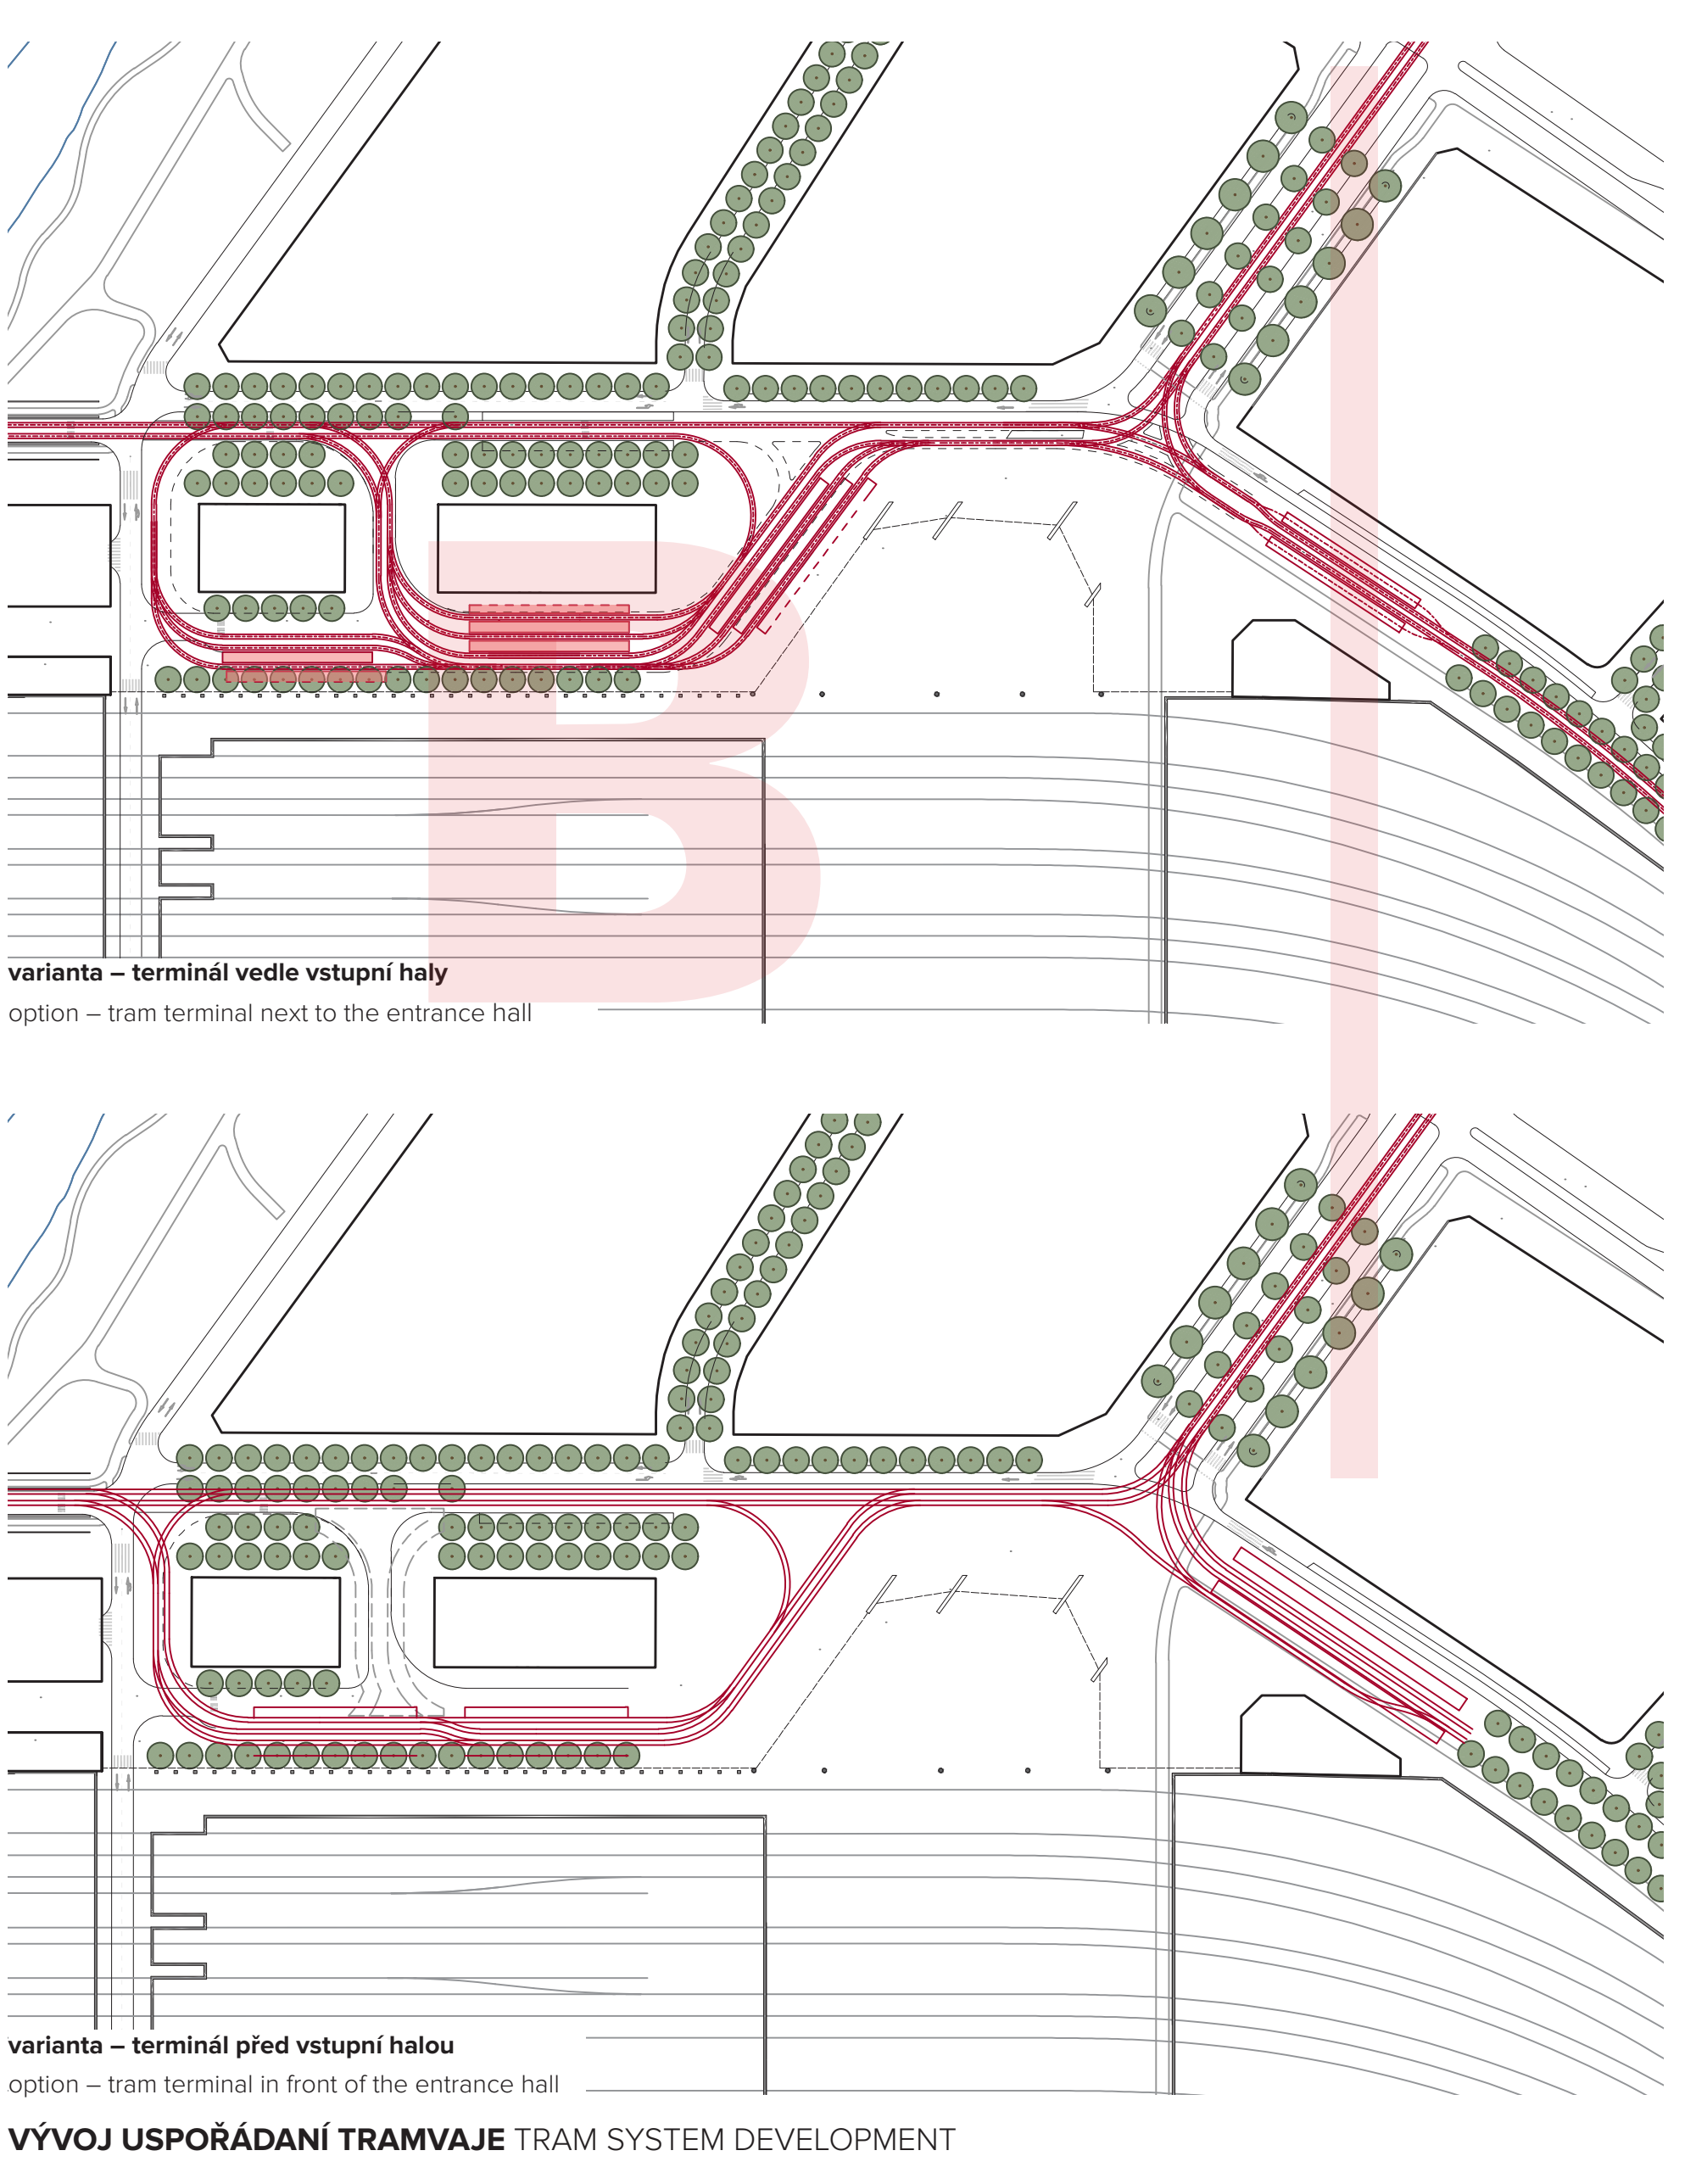 B|
varianta – terminál vedle vstupní haly
option – tram terminal next to the entrance hall
varianta – terminál před vstupní halou
option – tram terminal in front of the entrance hall
VÝVOJ USPOŘÁDANÍ TRAMVAJE TRAM SYSTEM DEVELOPMENT